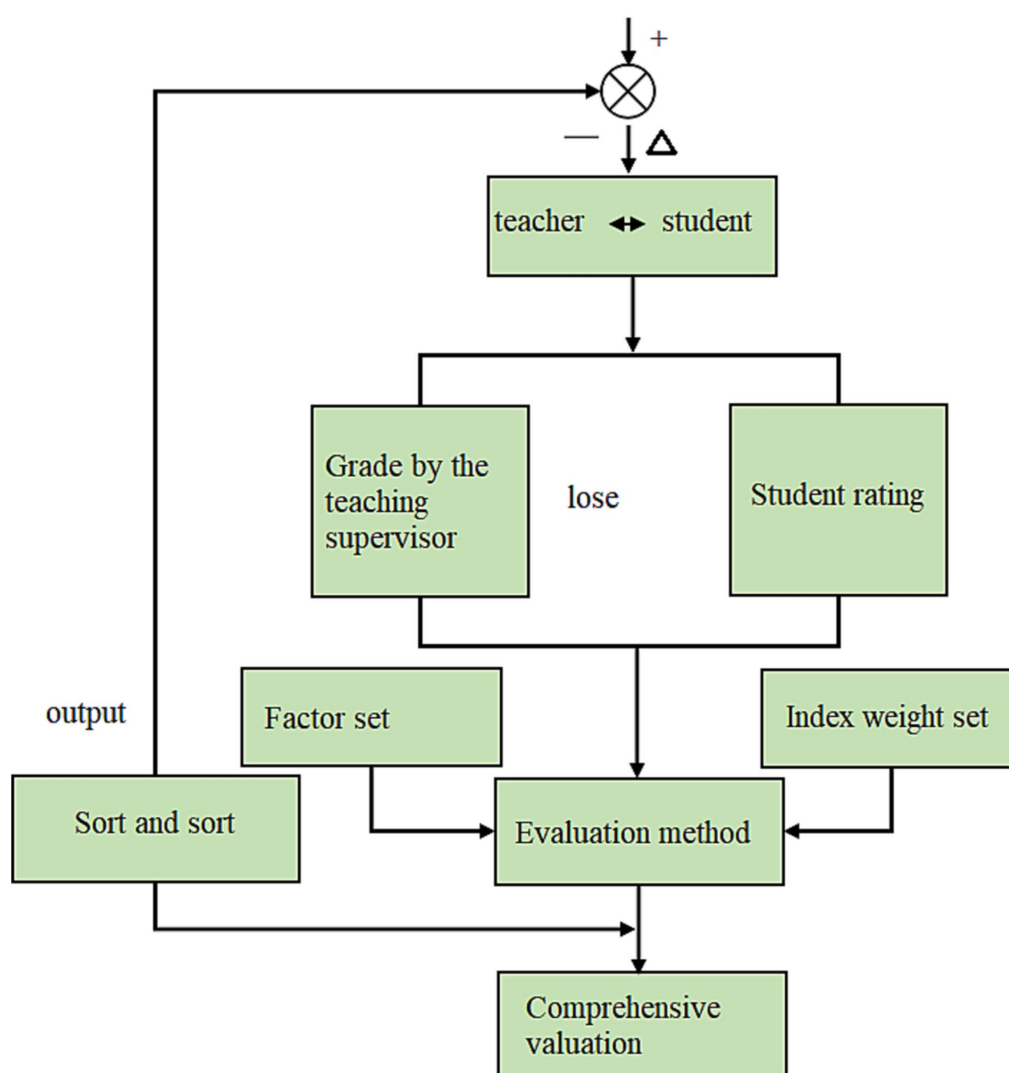 +
— Δ
teacher ↔ student
Grade by the
teaching
supervisor
lose
Student rating
Factor set
Index weight set
output
Sort and sort
Evaluation method
Comprehensive
valuation